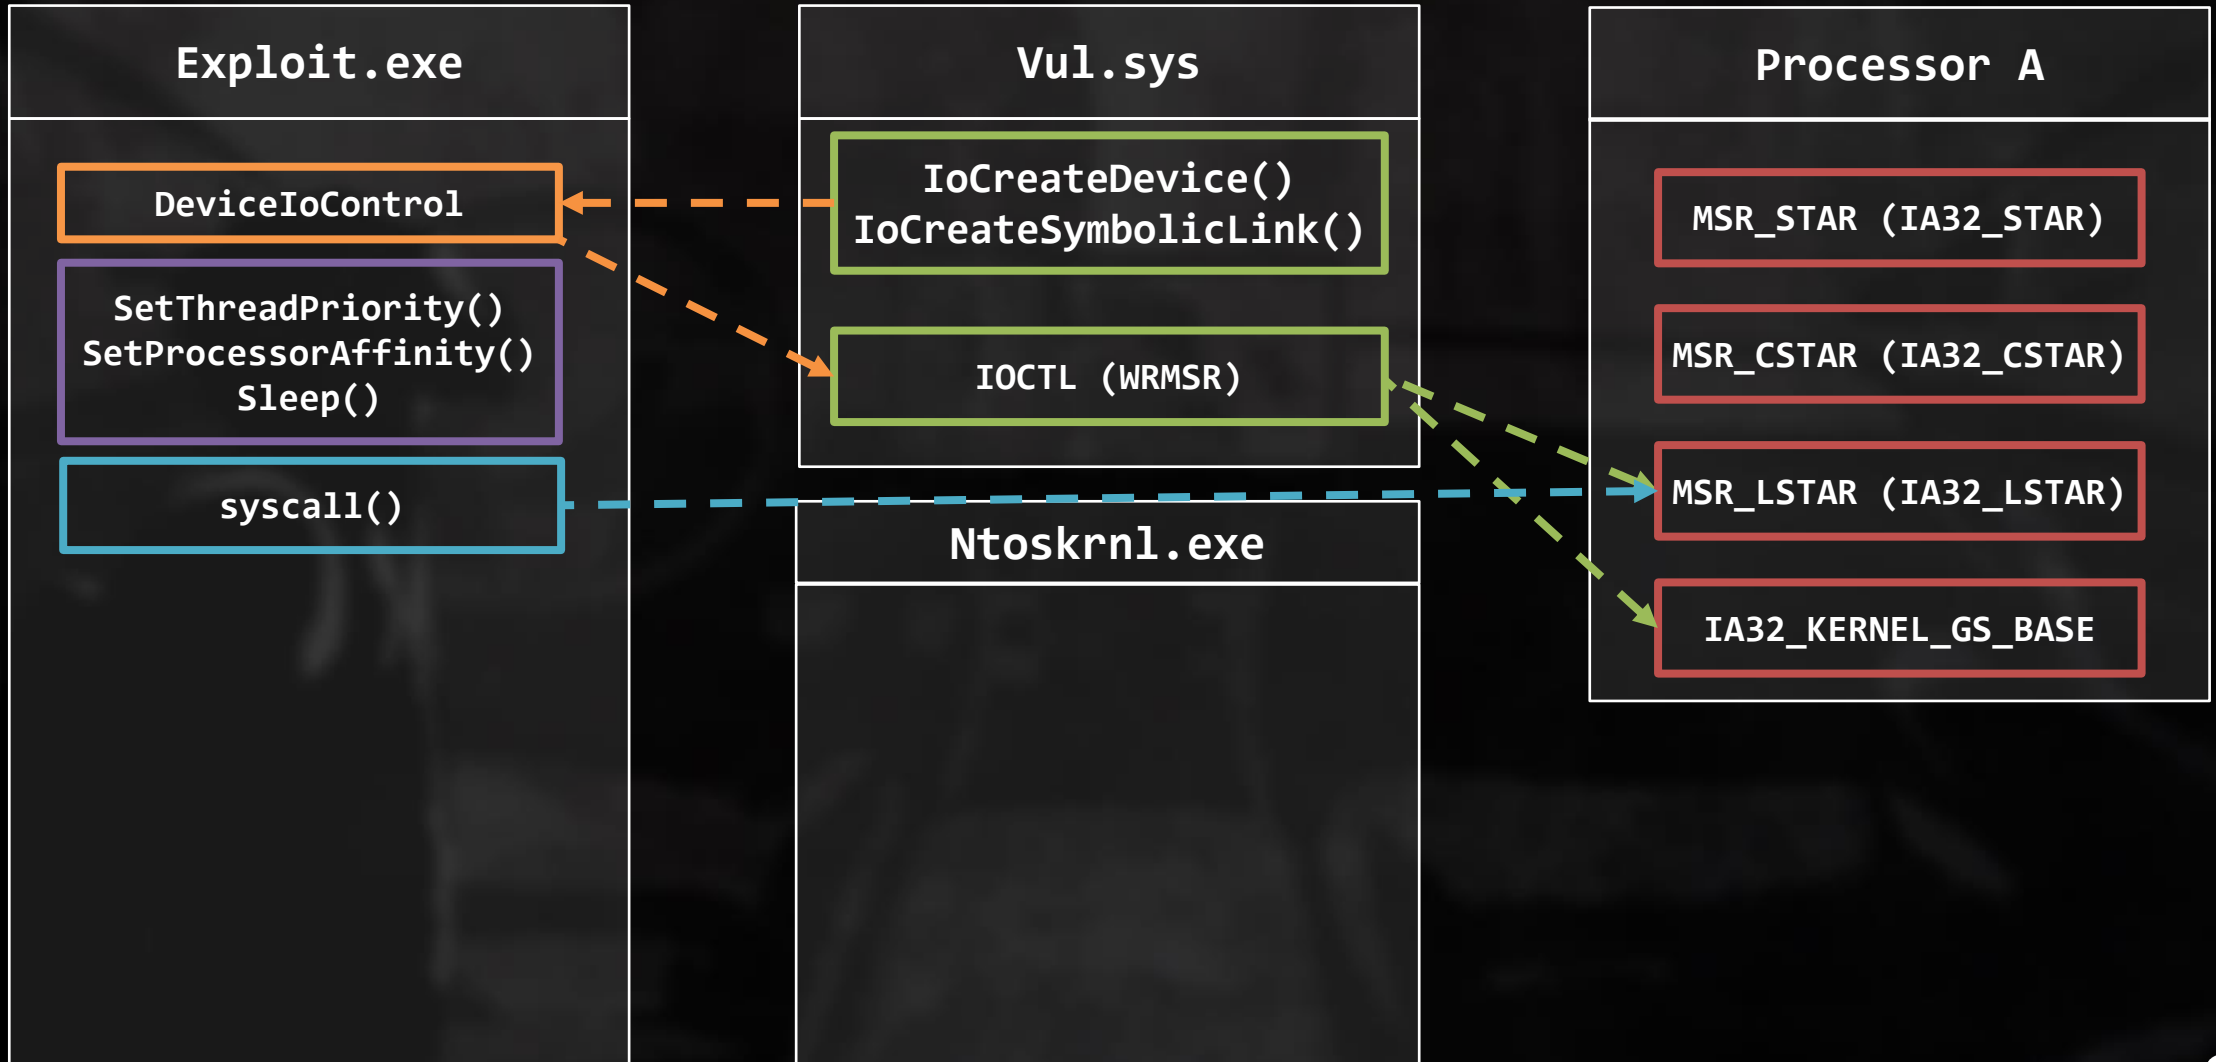 Exploit.exe
DeviceIoControl
SetThreadPriority()
SetProcessorAffinity()
Sleep()
syscall()
Vul.sys
IoCreateDevice()
IoCreateSymbolicLink()
IOCTL (WRMSR)
Ntoskrnl.exe
Processor A
MSR_STAR (IA32_STAR)
MSR_CSTAR (IA32_CSTAR)
MSR_LSTAR (IA32_LSTAR)
IA32_KERNEL_GS_BASE